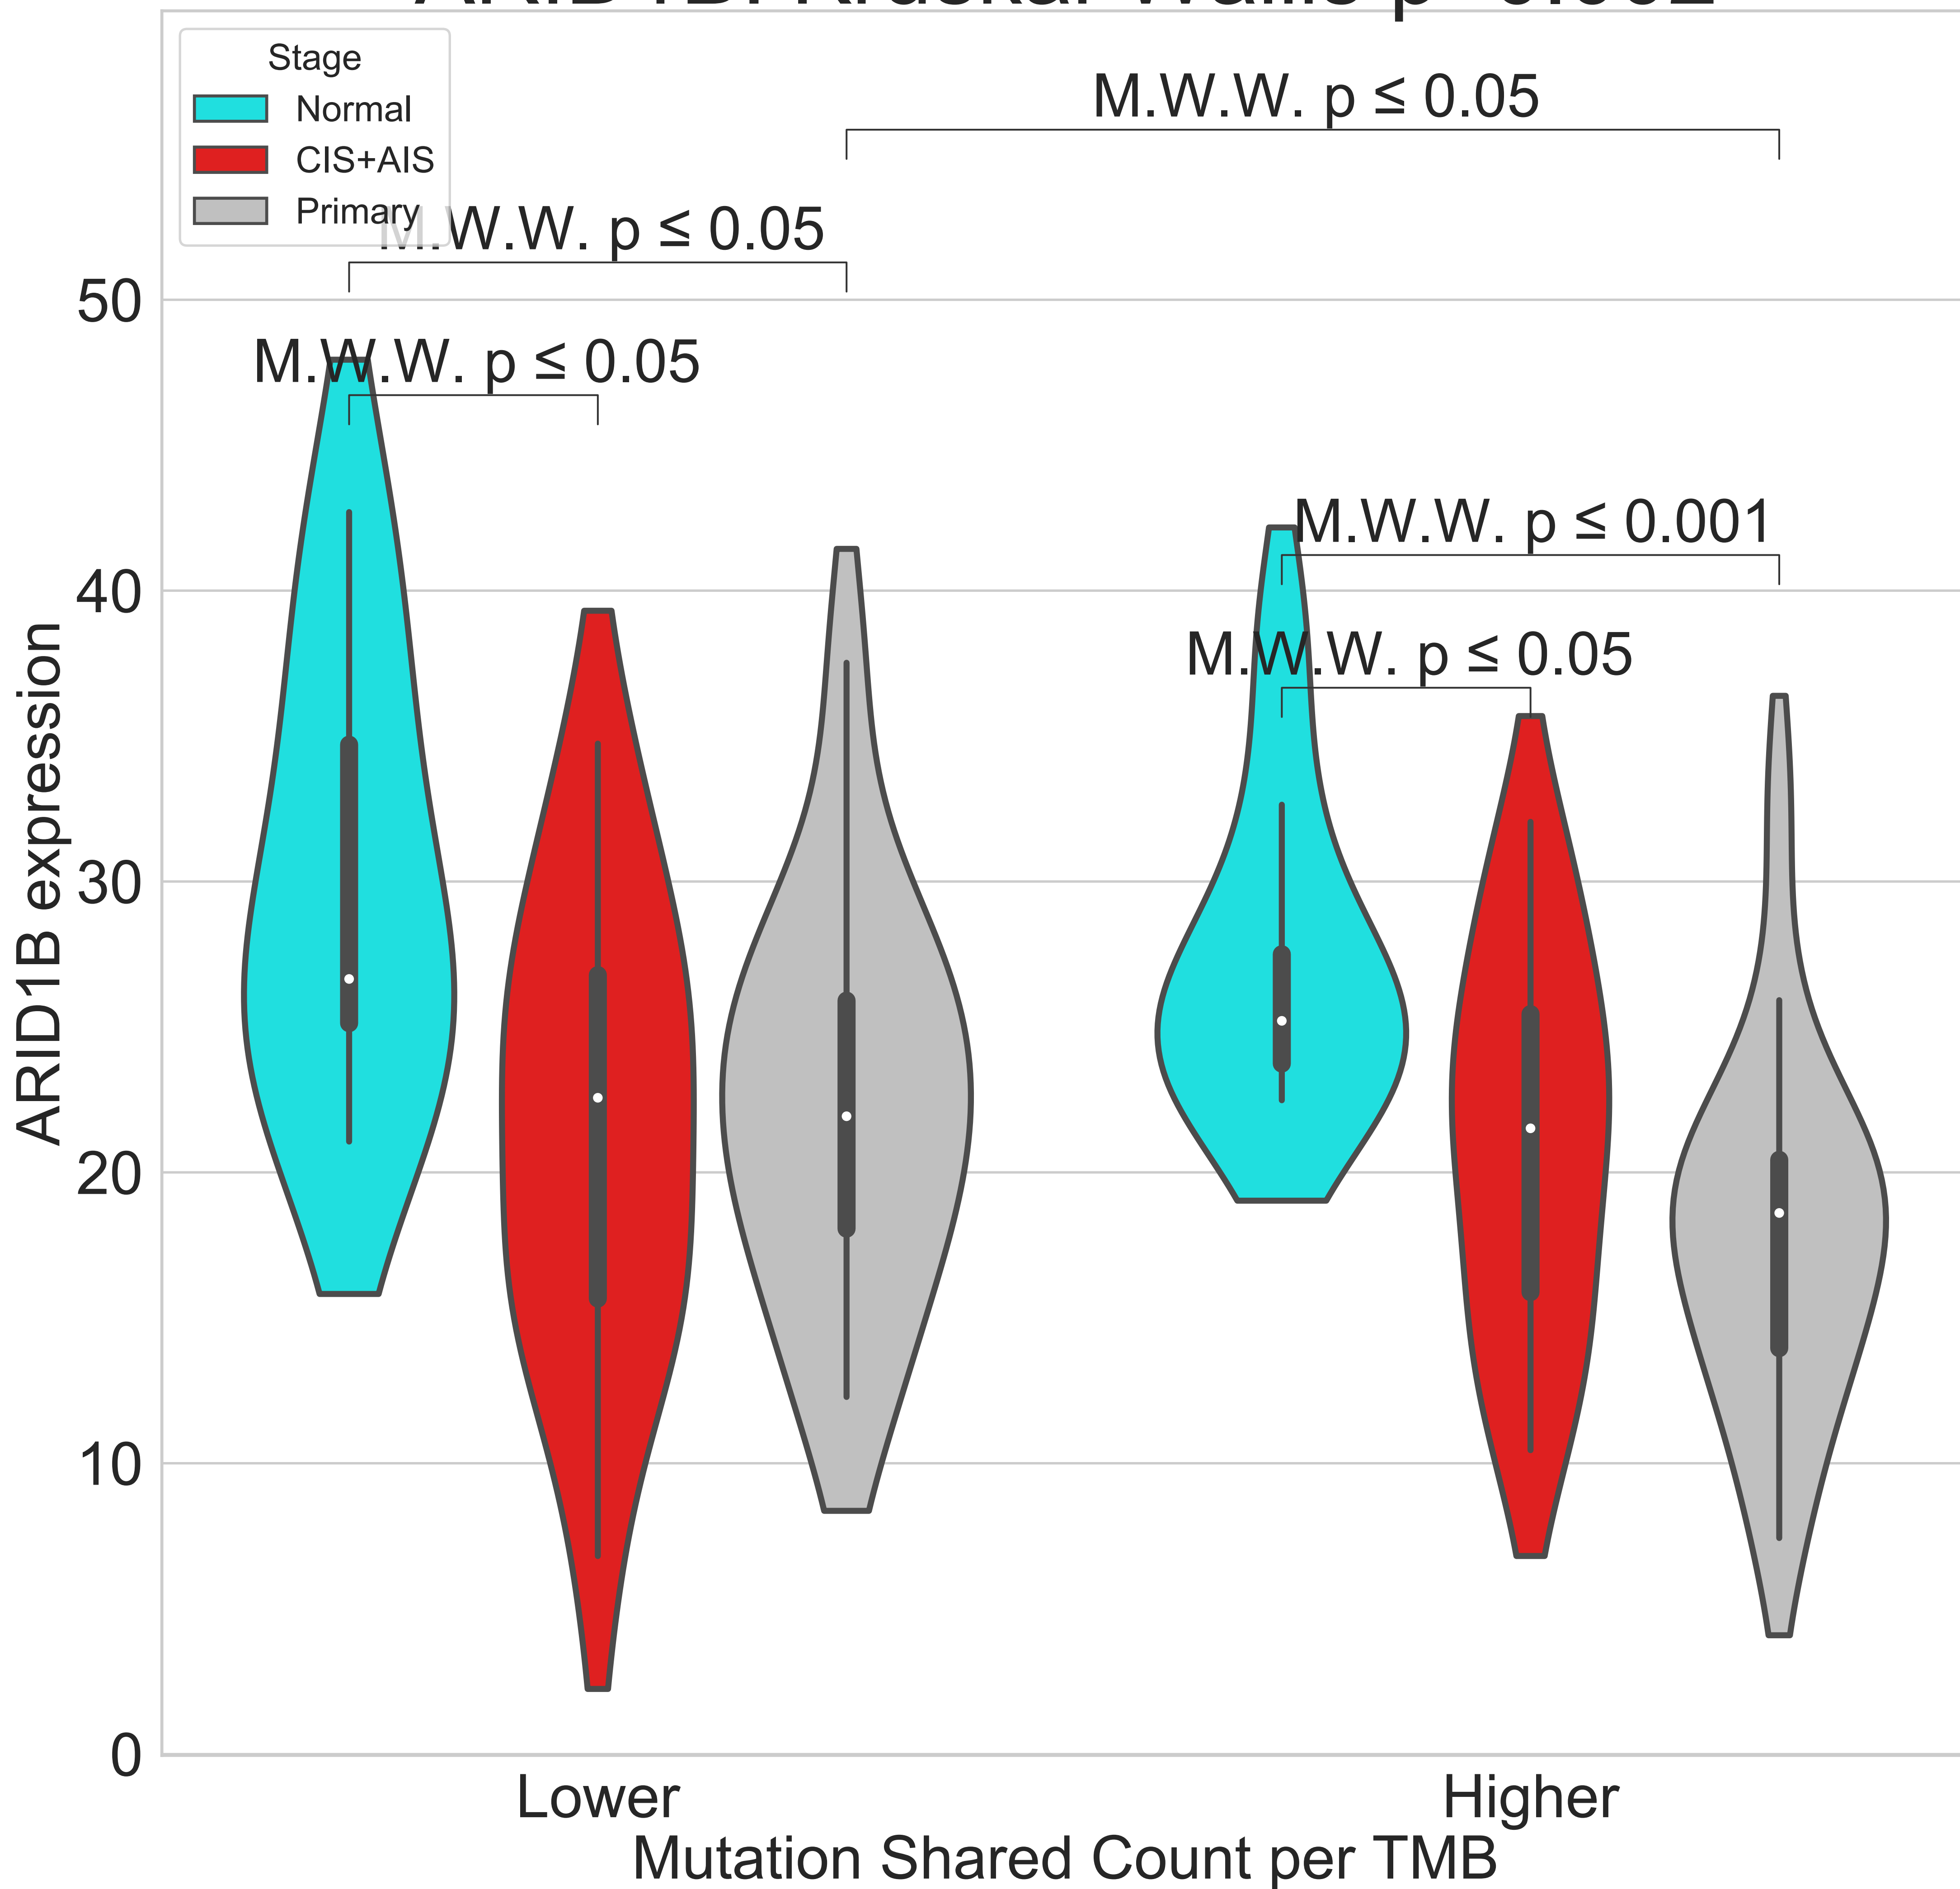 Stage
Normal
CIS+AIS
Primary
M.W.W. p ≤ 0.05
M.W.W. p ≤ 0.05
M.W.W. p ≤ 0.05
M.W.W. p ≤ 0.001
M.W.W. p ≤ 0.05
50
40
30
20
10
0
ARID1B expression
Lower
Higher
Mutation Shared Count per TMB